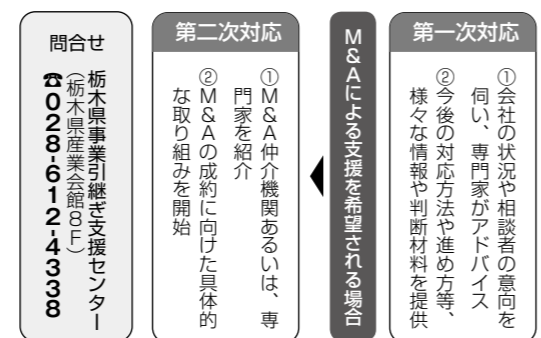 第一次対応
①会社の状況や相談者の意向を
伺い、専門家がアドバイス
②今後の対応方法や進め方等、
様々な情報や判断材料を提供
M&Aによる支援を希望される場合
第二次対応
①M&A仲介機関あるいは、専
門家を紹介
②M&Aの成約に向けた具体的
な取り組みを開始
問合せ
栃木県事業引継ぎ支援センター
(栃木県産業会館8F)
☎028-612-4338